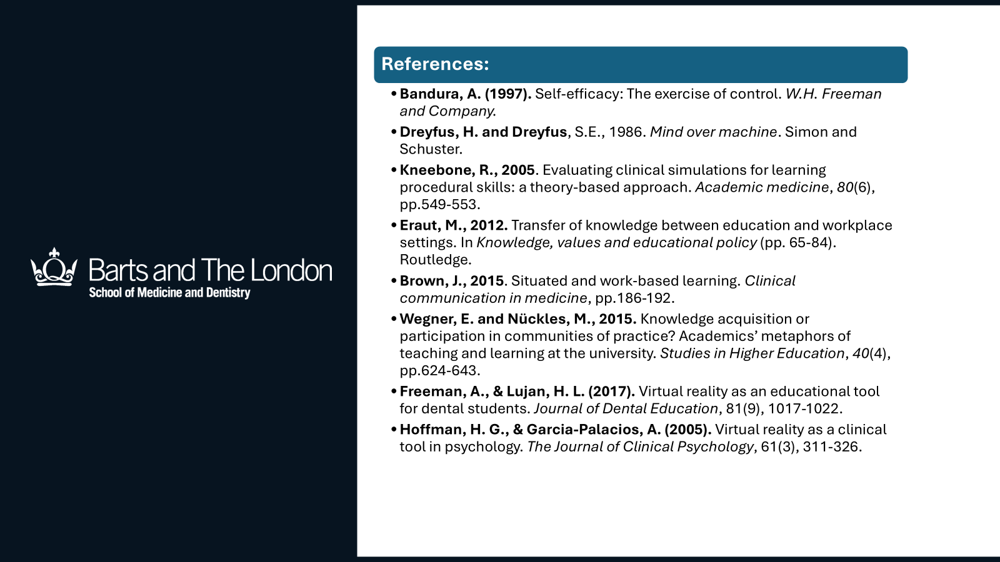 Barts and The London
School of Medicine and Dentistry
References:
•Bandura, A. (1997). Self-efficacy: The exercise of control. W.H. Freeman
and Company.
•Dreyfus, H. and Dreyfus, S.E., 1986. Mind over machine. Simon and
Schuster.
•Kneebone, R., 2005. Evaluating clinical simulations for learning
procedural skills: a theory-based approach. Academic medicine, 80(6),
pp.549-553.
•Eraut, M., 2012. Transfer of knowledge between education and workplace
settings. In Knowledge, values and educational policy (pp. 65-84).
Routledge.
•Brown, J., 2015. Situated and work-based learning. Clinical
communication in medicine, pp.186-192.
•Wegner, E. and Nückles, M., 2015. Knowledge acquisition or
participation in communities of practice? Academics’ metaphors of
teaching and learning at the university. Studies in Higher Education, 40(4),
pp.624-643.
•Freeman, A., & Lujan, H. L. (2017). Virtual reality as an educational tool
for dental students. Journal of Dental Education, 81(9), 1017-1022.
•Hoffman, H. G., & Garcia-Palacios, A. (2005). Virtual reality as a clinical
tool in psychology. The Journal of Clinical Psychology, 61(3), 311-326.